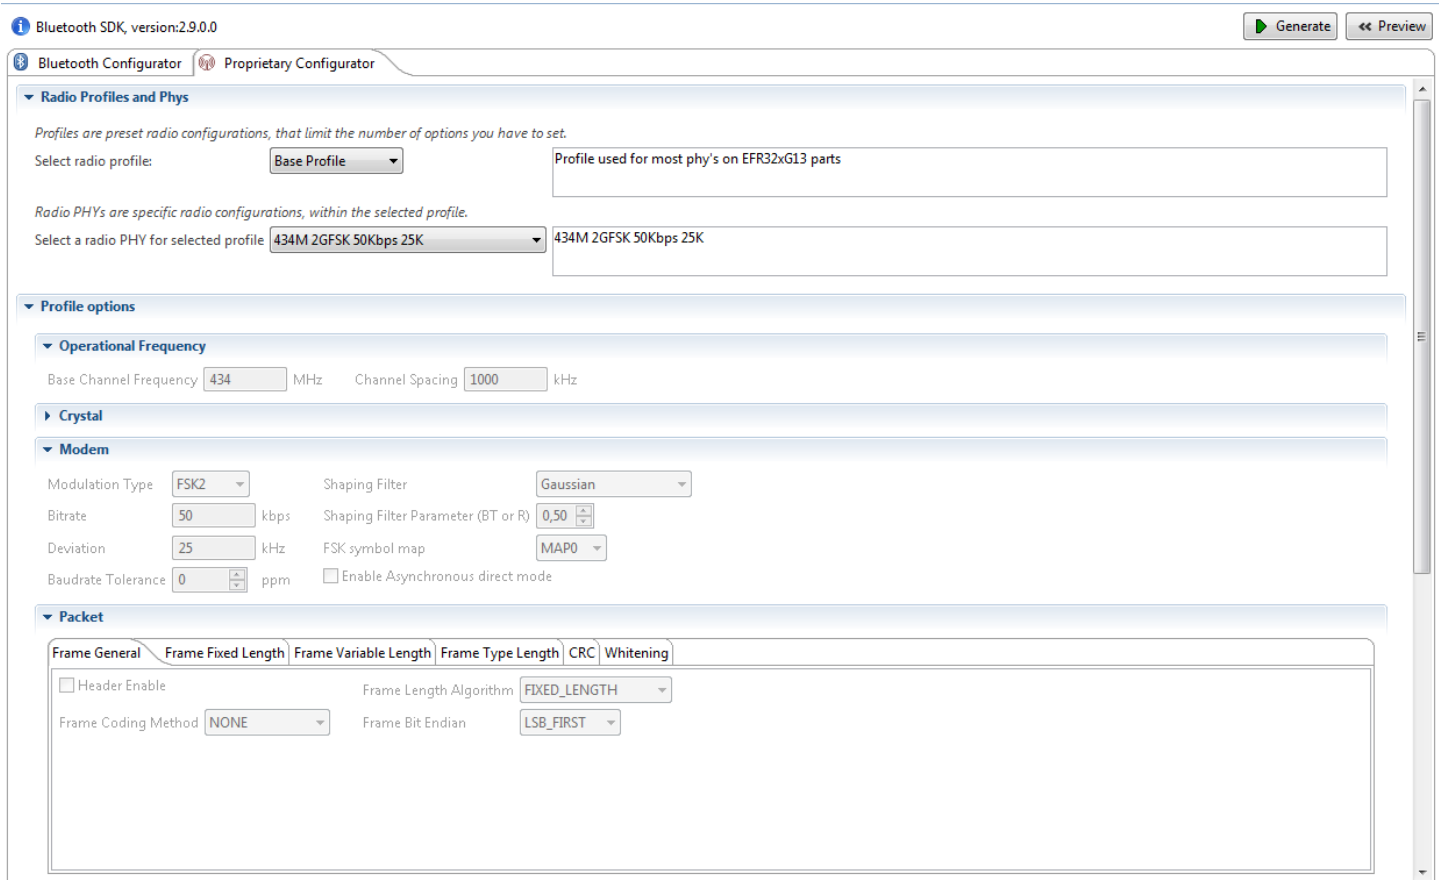 Bluetooth SDK, version:2.9.0.0
Generate
Preview
Bluetooth Configurator
Proprietary Configurator
Radio Profiles and Phys
Profiles are preset radio configurations, that limit the number of options you have to set.
Select radio profile:
Base Profile
Profile used for most phy's on EFR32xG13 parts
Radio PHYs are specific radio configurations, within the selected profile.
Select a radio PHY for selected profile
434M 2GFSK 50Kbps 25K
434M 2GFSK 50Kbps 25K
Profile options
Operational Frequency
Base Channel Frequency 434 MHz Channel Spacing 1000 kHz
Crystal
Modem
Modulation Type FSK2 Shaping Filter Gaussian
Bitrate 50 kbps Shaping Filter Parameter (BT or R) 0,50
Deviation 25 kHz FSK symbol map MAP0
Baudrate Tolerance 0 ppm Enable Asynchronous direct mode
Packet
Frame General Frame Fixed Length Frame Variable Length Frame Type Length CRC Whitening
Header Enable Frame Length Algorithm FIXED_LENGTH
Frame Coding Method NONE Frame Bit Endian LSB_FIRST